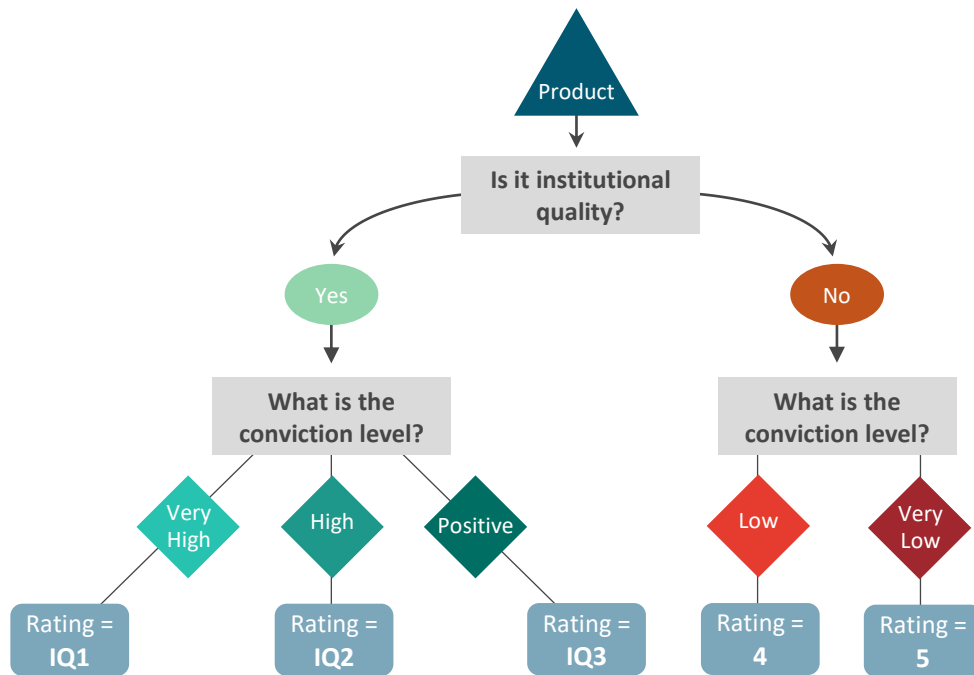 Product
Is it institutional
quality?
Yes
No
What is the
conviction level?
What is the
conviction level?
Very
High
High
Positive
Low
Very
Low
Rating =
IQ1
Rating =
IQ2
Rating =
IQ3
Rating =
4
Rating =
5